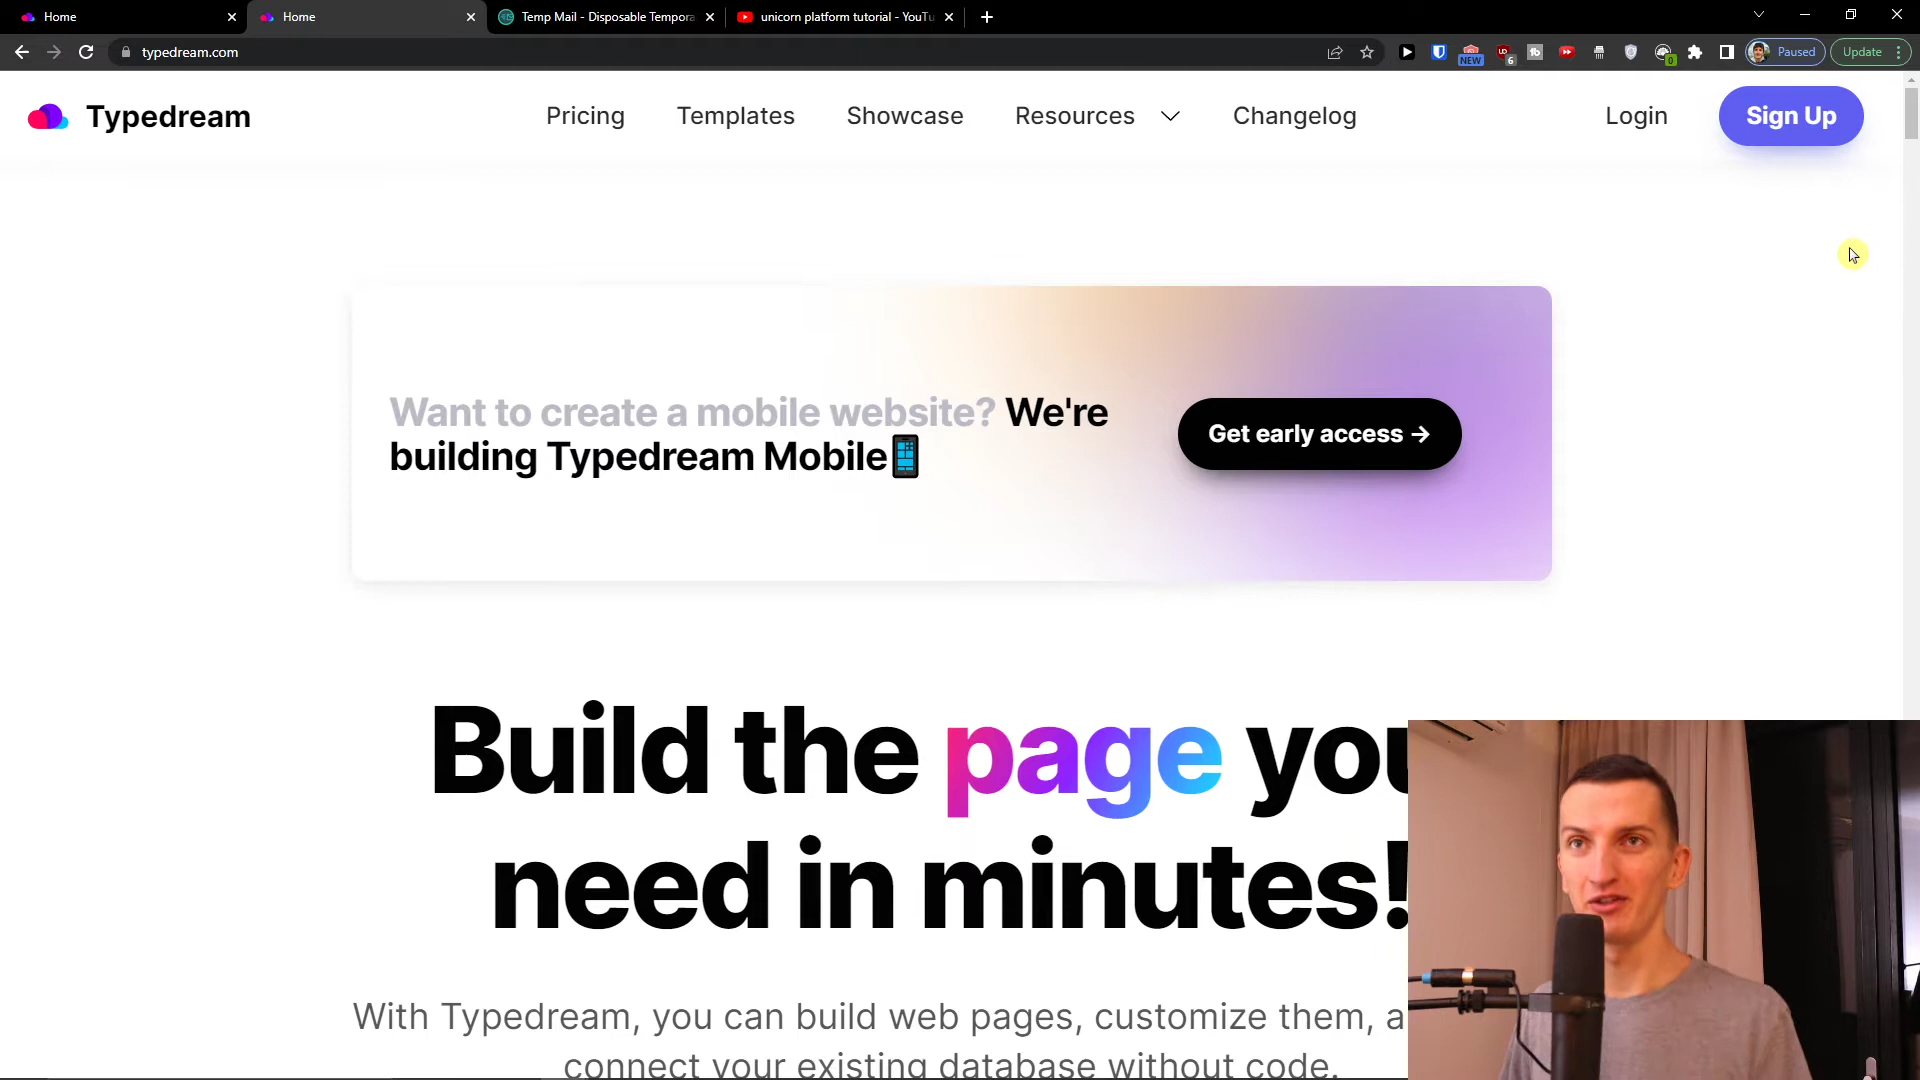 Home
Home
Temp Mail - Disposable Tempora
unicorn platform tutorial - YouTu
typedream.com
NEW
6
0
Paused
Update
Typedream
Pricing
Templates
Showcase
Resources
Changelog
Login
Sign Up
Want to create a mobile website? We're
building Typedream Mobile
Get early access →
Build the page you
need in minutes!
With Typedream, you can build web pages, customize them, a
connect your existing database without code.